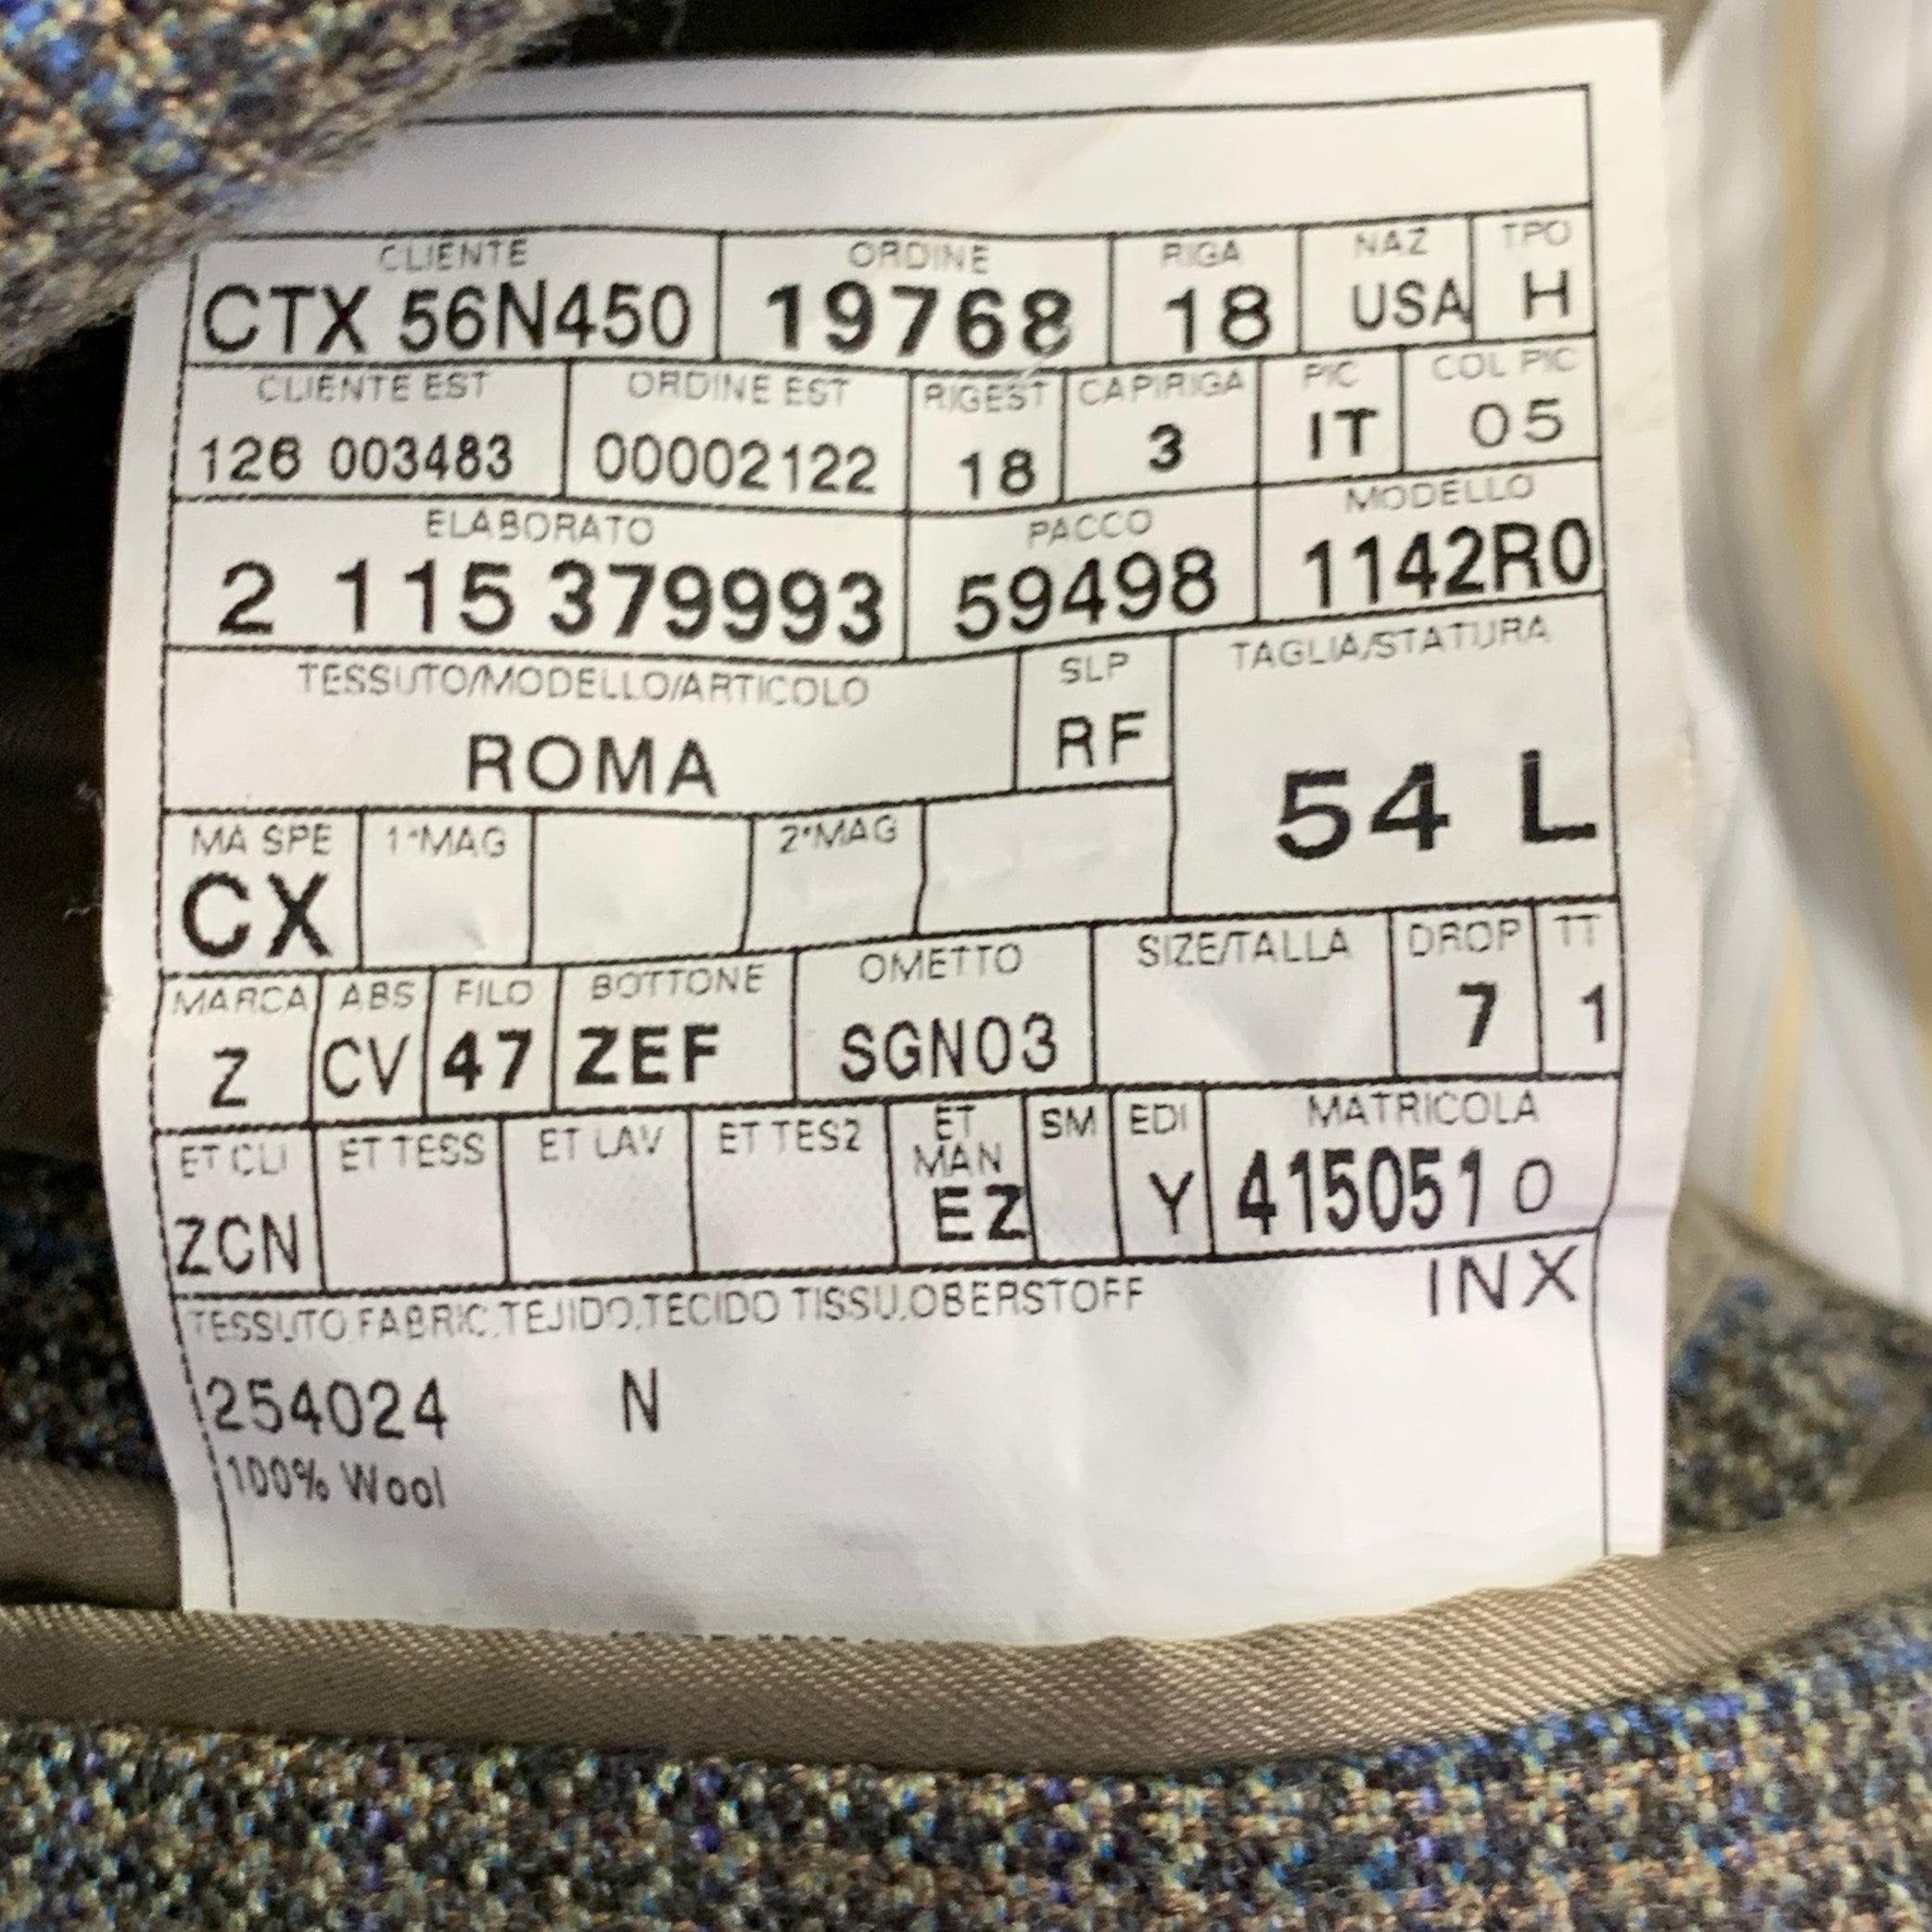 CLIENTE ORDINE RIGA NAZ TPO
CTX 56N450 19768 18 USA H
CLIENTE EST ORDINE EST RIGEST CAPIRIGA PIC COL PIC
126 003483 00002122 18 3 IT 05
ELABORATO PACCO MODELLO
2 115 379993 59498 1142R0
TESSUTO/MODELLO/ARTICOLO SLP TAGLIA/STATURA
ROMA RF 54 L
MA SPE 1°MAG 2°MAG
CX
MARCA ABS FILO BOTTONE OMETTO SIZE/TALLA DROP TT
Z CV 47 ZEF SGN03 7 1
ET CLI ET TESS ET LAV ET TES2 ET MAN SM EDI MATRICOLA
ZCN EZ Y 415051 0
TESSUTO,FABRIC,TEJIDO,TECIDO TISSU,OBERSTOFF INX
254024 N
100% Wool